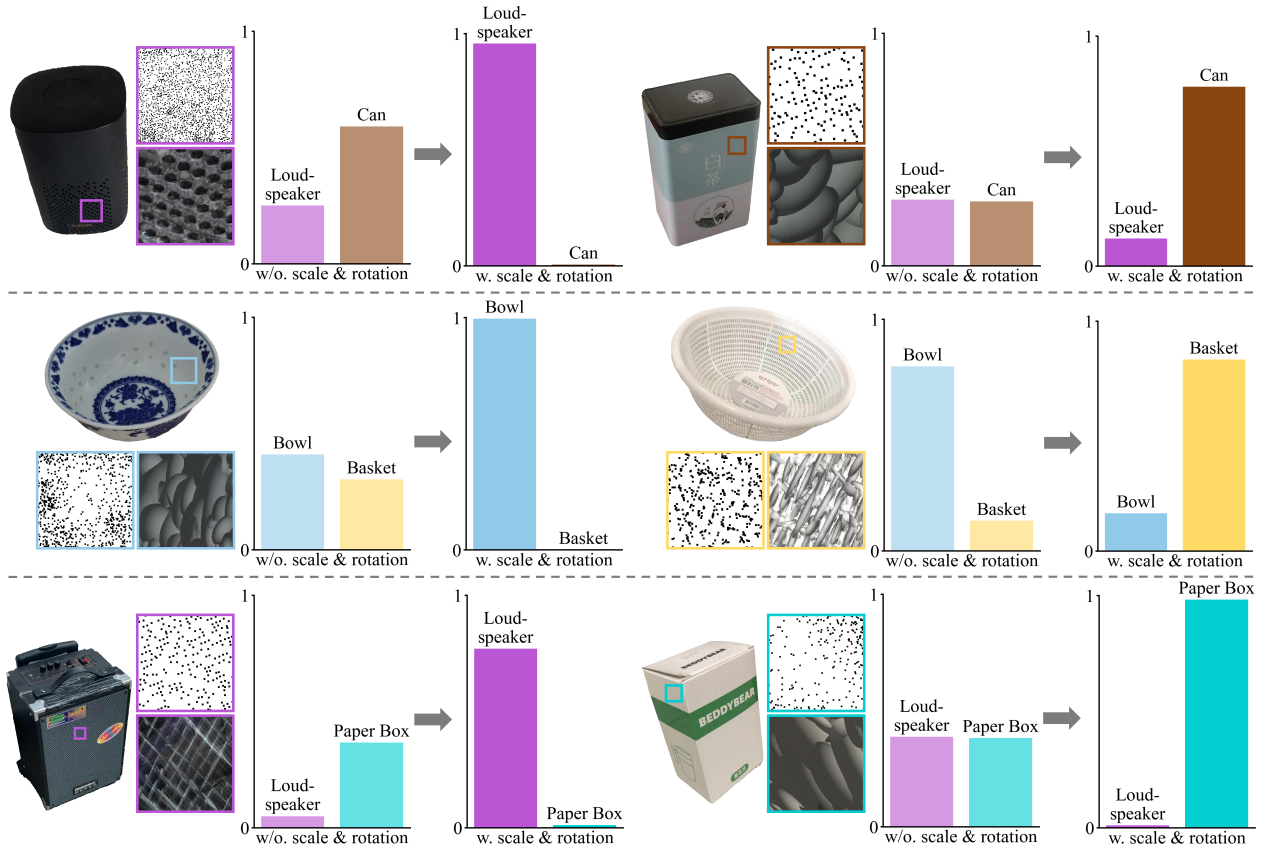 1
Loud-
speaker
Can
0
w/o. scale & rotation
1
Loud-
speaker
Can
0
w. scale & rotation
白
茶
1
Loud-
speaker
Can
0
w/o. scale & rotation
1
Loud-
speaker
Can
0
w. scale & rotation
1
Bowl
Basket
0
w/o. scale & rotation
1
Bowl
Basket
0
w. scale & rotation
1
Bowl
Basket
0
w/o. scale & rotation
1
Bowl
Basket
0
w. scale & rotation
1
Loud-
speaker
Paper Box
0
w/o. scale & rotation
1
Loud-
speaker
Paper Box
0
w. scale & rotation
BEDDYBEAR
BEDDYBEAR
1
Loud-
speaker
Paper Box
0
w/o. scale & rotation
1
Loud-
speaker
Paper Box
0
w. scale & rotation